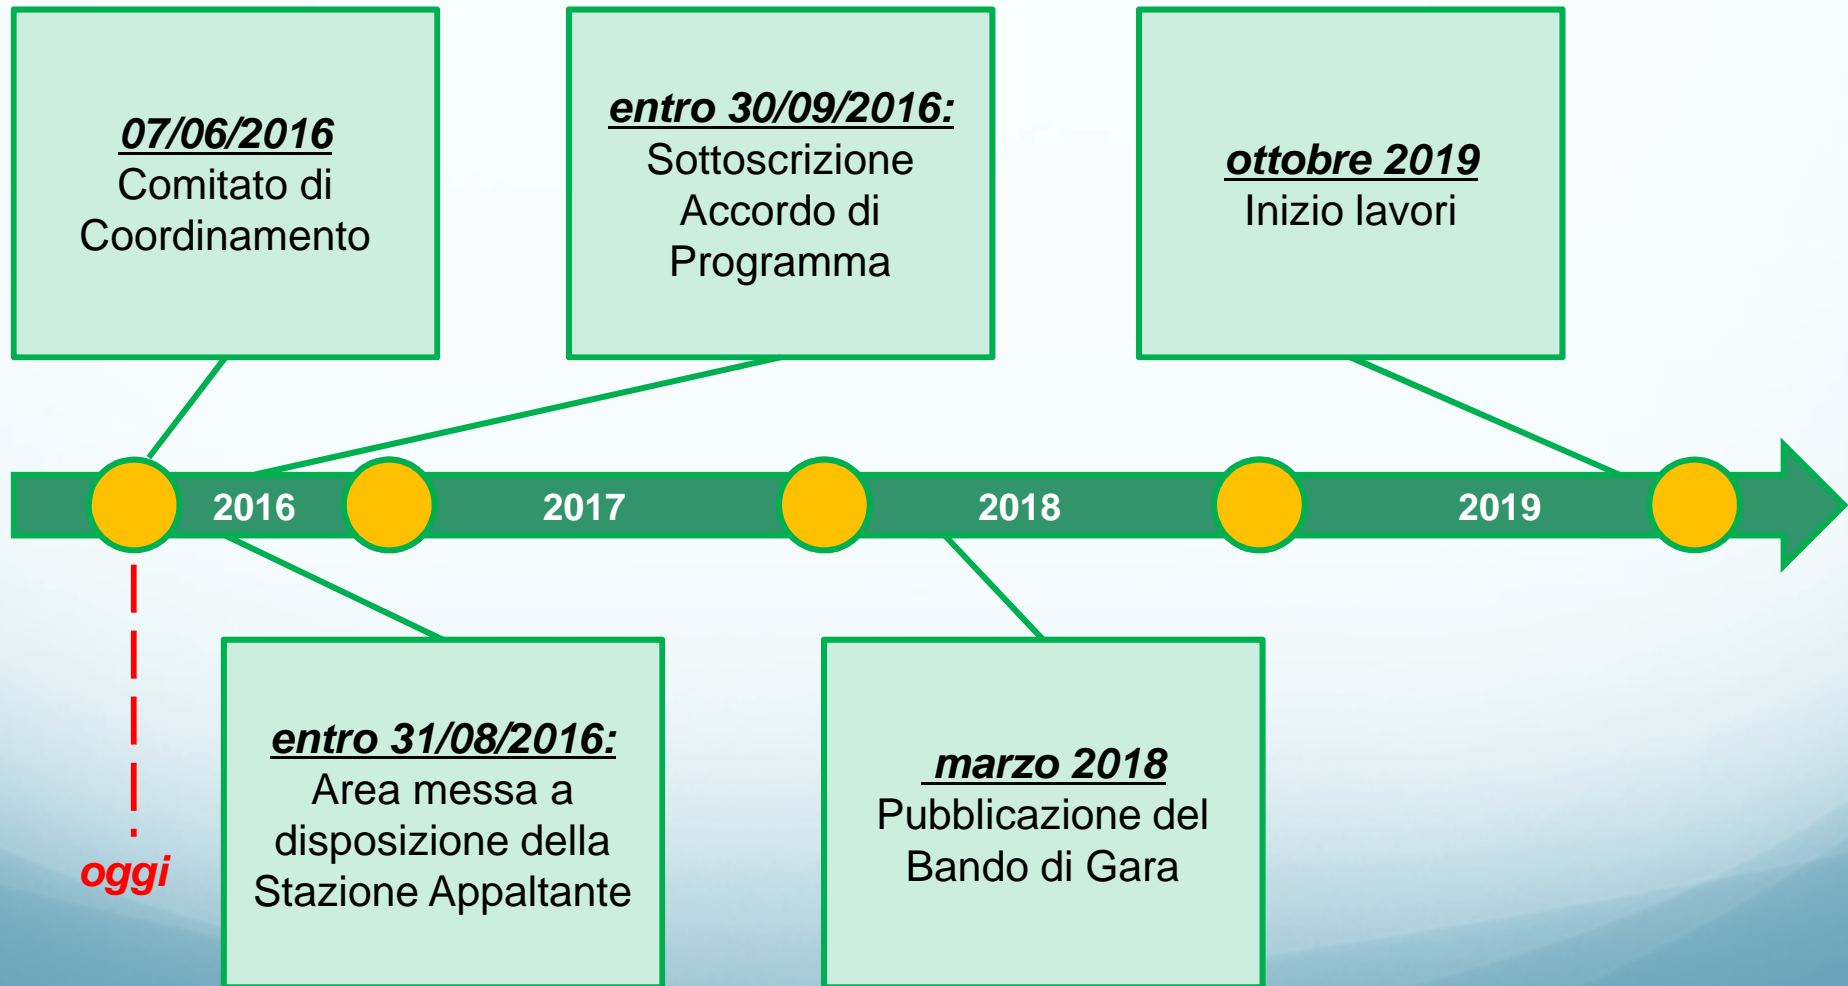 07/06/2016
Comitato di
Coordinamento
entro 30/09/2016:
Sottoscrizione
Accordo di
Programma
ottobre 2019
Inizio lavori
2016
2017
2018
2019
oggi
entro 31/08/2016:
Area messa a
disposizione della
Stazione Appaltante
marzo 2018
Pubblicazione del
Bando di Gara